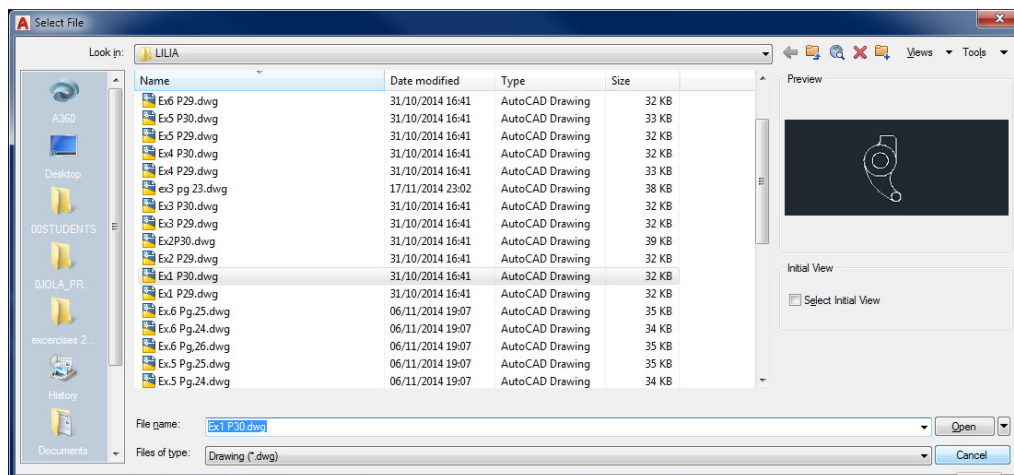 Select File
Look in: LILIA Views Tools
Name Date modified Type Size
Ex6 P29.dwg 31/10/2014 16:41 AutoCAD Drawing 32 KB
Ex5 P30.dwg 31/10/2014 16:41 AutoCAD Drawing 33 KB
Ex5 P29.dwg 31/10/2014 16:41 AutoCAD Drawing 32 KB
Ex4 P30.dwg 31/10/2014 16:41 AutoCAD Drawing 32 KB
Ex4 P29.dwg 31/10/2014 16:41 AutoCAD Drawing 33 KB
ex3 pg 23.dwg 17/11/2014 23:02 AutoCAD Drawing 38 KB
Ex3 P30.dwg 31/10/2014 16:41 AutoCAD Drawing 32 KB
Ex3 P29.dwg 31/10/2014 16:41 AutoCAD Drawing 32 KB
Ex2P30.dwg 31/10/2014 16:41 AutoCAD Drawing 39 KB
Ex2 P29.dwg 31/10/2014 16:41 AutoCAD Drawing 32 KB
Ex1 P30.dwg 31/10/2014 16:41 AutoCAD Drawing 32 KB
Ex1 P29.dwg 31/10/2014 16:41 AutoCAD Drawing 32 KB
Ex.6 Pg.25.dwg 06/11/2014 19:07 AutoCAD Drawing 35 KB
Ex.6 Pg.24.dwg 06/11/2014 19:07 AutoCAD Drawing 34 KB
Ex.6 Pg,26.dwg 06/11/2014 19:07 AutoCAD Drawing 35 KB
Ex.5 Pg.25.dwg 06/11/2014 19:07 AutoCAD Drawing 35 KB
Ex.5 Pg.24.dwg 06/11/2014 19:07 AutoCAD Drawing 34 KB
A360
Desktop
00STUDENTS
0JOLA_PR...
excercises 2...
History
Documents
Preview
Initial View
Select Initial View
File name: Ex1 P30.dwg Open
Files of type: Drawing (*.dwg) Cancel